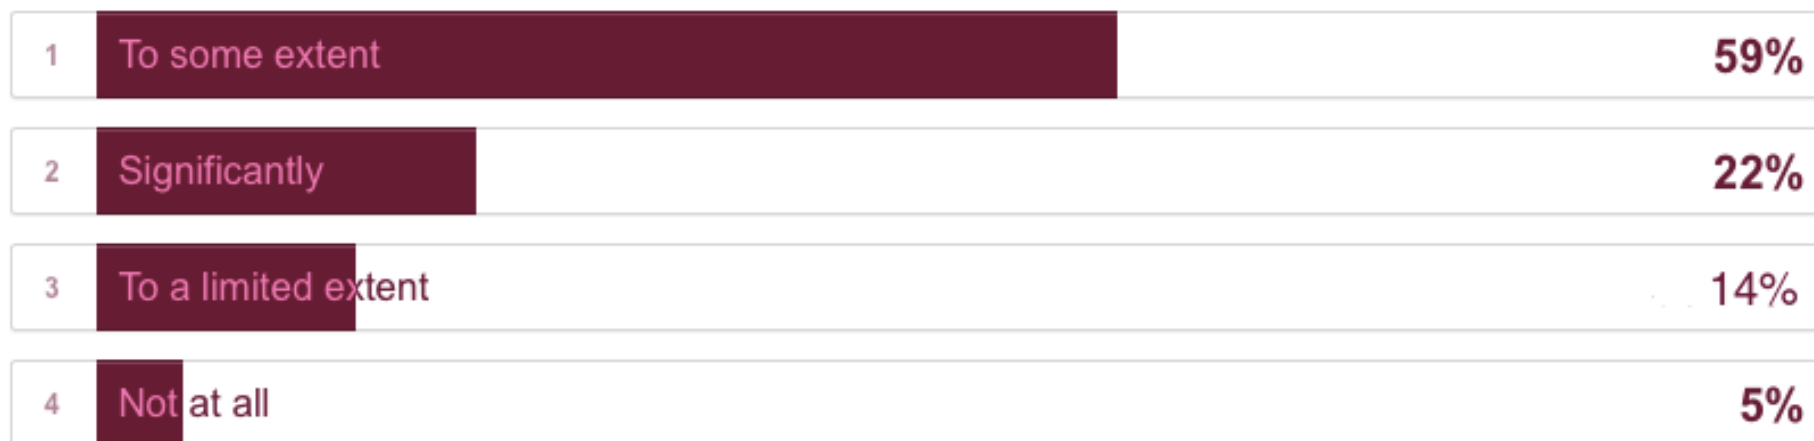 1 To some extent 59%
2 Significantly 22%
3 To a limited extent 14%
4 Not at all 5%